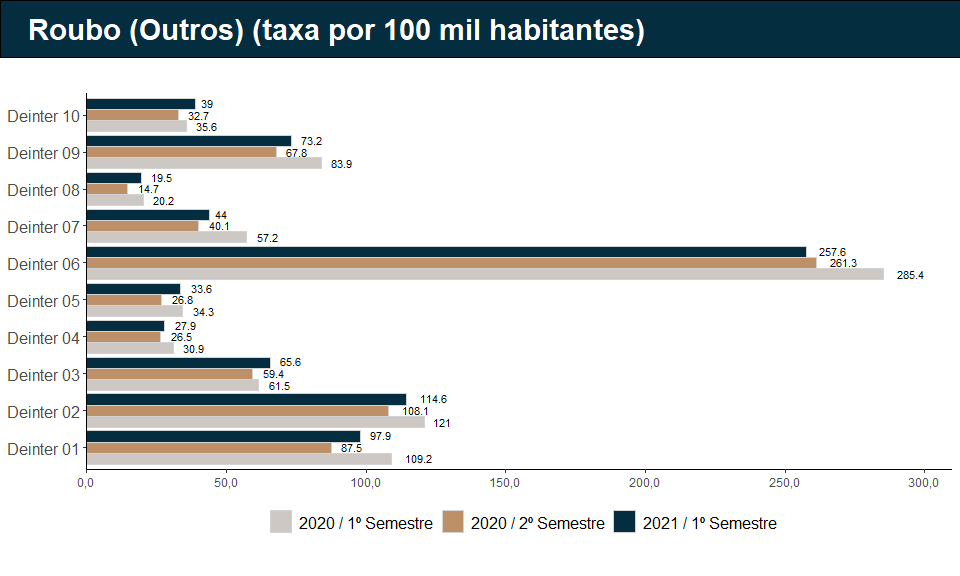 Roubo (Outros) (taxa por 100 mil habitantes)
Deinter 10
39
32.7
35.6
Deinter 09
73.2
67.8
83.9
Deinter 08
19.5
14.7
20.2
Deinter 07
44
40.1
57.2
Deinter 06
257.6
261.3
285.4
Deinter 05
33.6
26.8
34.3
Deinter 04
27.9
26.5
30.9
Deinter 03
65.6
59.4
61.5
Deinter 02
114.6
108.1
121
Deinter 01
97.9
87.5
109.2
0,0 50,0 100,0 150,0 200,0 250,0 300,0
2020 / 1º Semestre 2020 / 2º Semestre 2021 / 1º Semestre